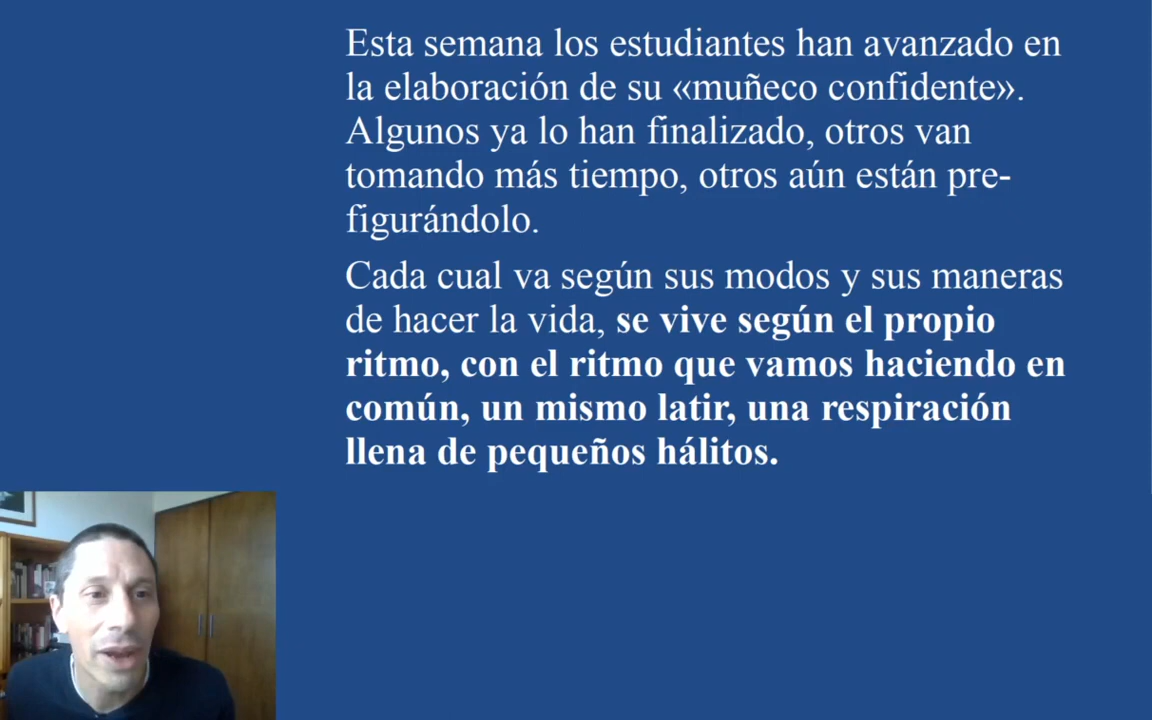 Esta semana los estudiantes han avanzado en
la elaboración de su «muñeco confidente».
Algunos ya lo han finalizado, otros van
tomando más tiempo, otros aún están pre-
figurándolo.
Cada cual va según sus modos y sus maneras
de hacer la vida, se vive según el propio
ritmo, con el ritmo que vamos haciendo en
común, un mismo latir, una respiración
llena de pequeños hálitos.